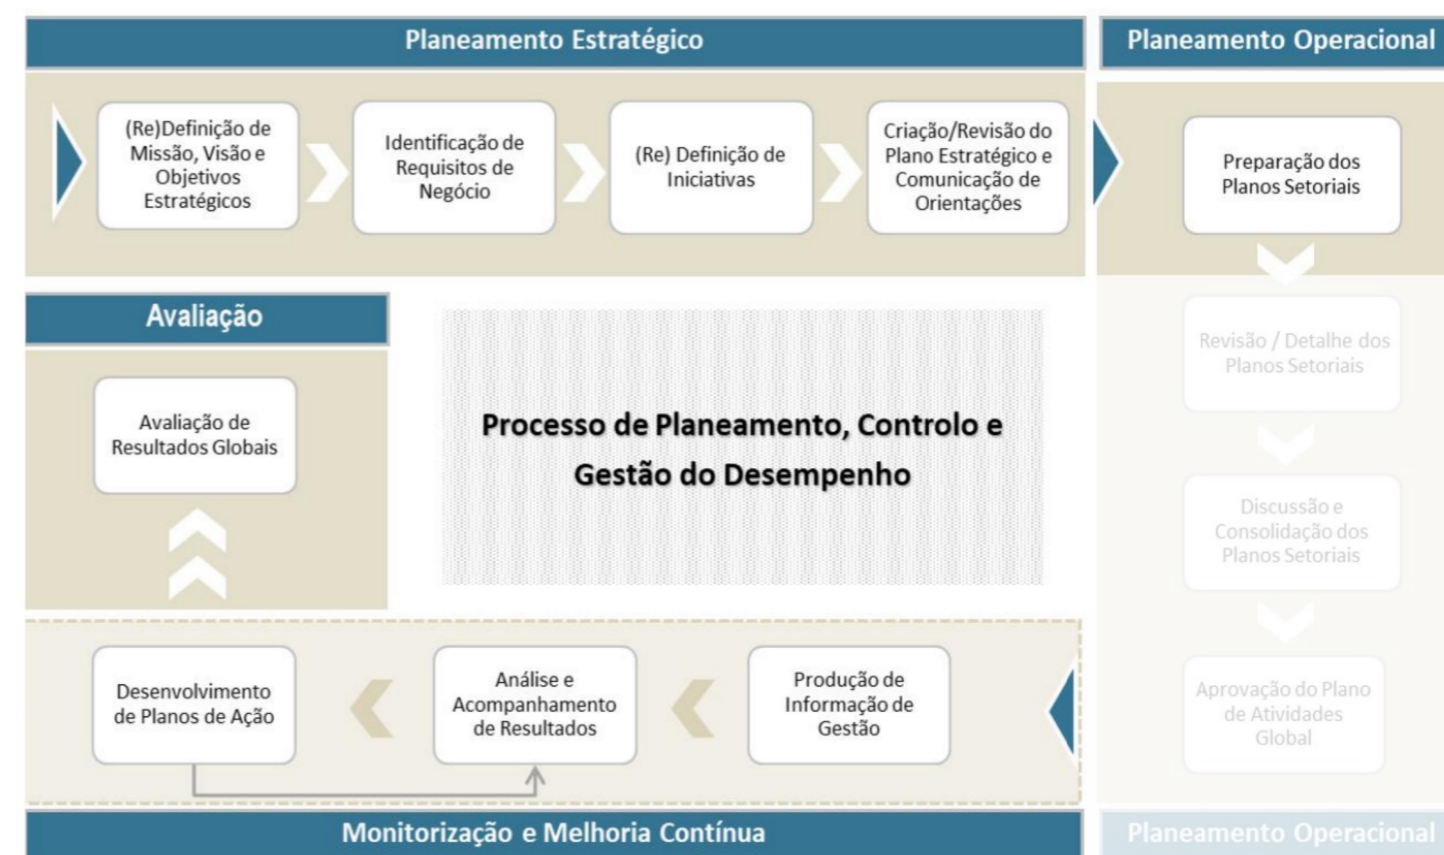 Planeamento Estratégico
Planeamento Operacional
(Re)Definição de
Missão, Visão e
Objetivos
Estratégicos
Identificação de
Requisitos de
Negócio
(Re) Definição de
Iniciativas
Criação/Revisão do
Plano Estratégico e
Comunicação de
Orientações
Preparação dos
Planos Setoriais
Revisão / Detalhe dos
Planos Setoriais
Discussão e
Consolidação dos
Planos Setoriais
Aprovação do Plano
de Atividades
Global
Planeamento Operacional
Avaliação
Avaliação de
Resultados Globais
Processo de Planeamento, Controlo e
Gestão do Desempenho
Desenvolvimento
de Planos de Ação
Análise e
Acompanhamento
de Resultados
Produção de
Informação de
Gestão
Monitorização e Melhoria Contínua